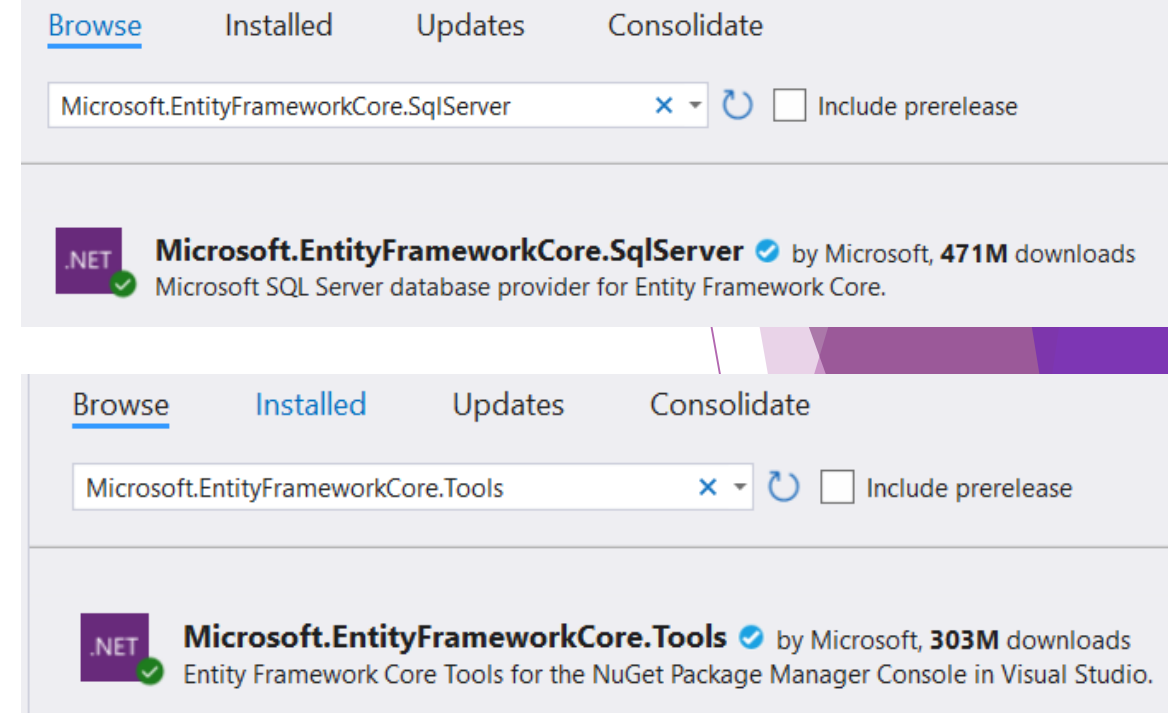 Browse Installed Updates Consolidate
Microsoft.EntityFrameworkCore.SqlServer Include prerelease
.NET Microsoft.EntityFrameworkCore.SqlServer by Microsoft, 471M downloads
Microsoft SQL Server database provider for Entity Framework Core.
Browse Installed Updates Consolidate
Microsoft.EntityFrameworkCore.Tools Include prerelease
.NET Microsoft.EntityFrameworkCore.Tools by Microsoft, 303M downloads
Entity Framework Core Tools for the NuGet Package Manager Console in Visual Studio.